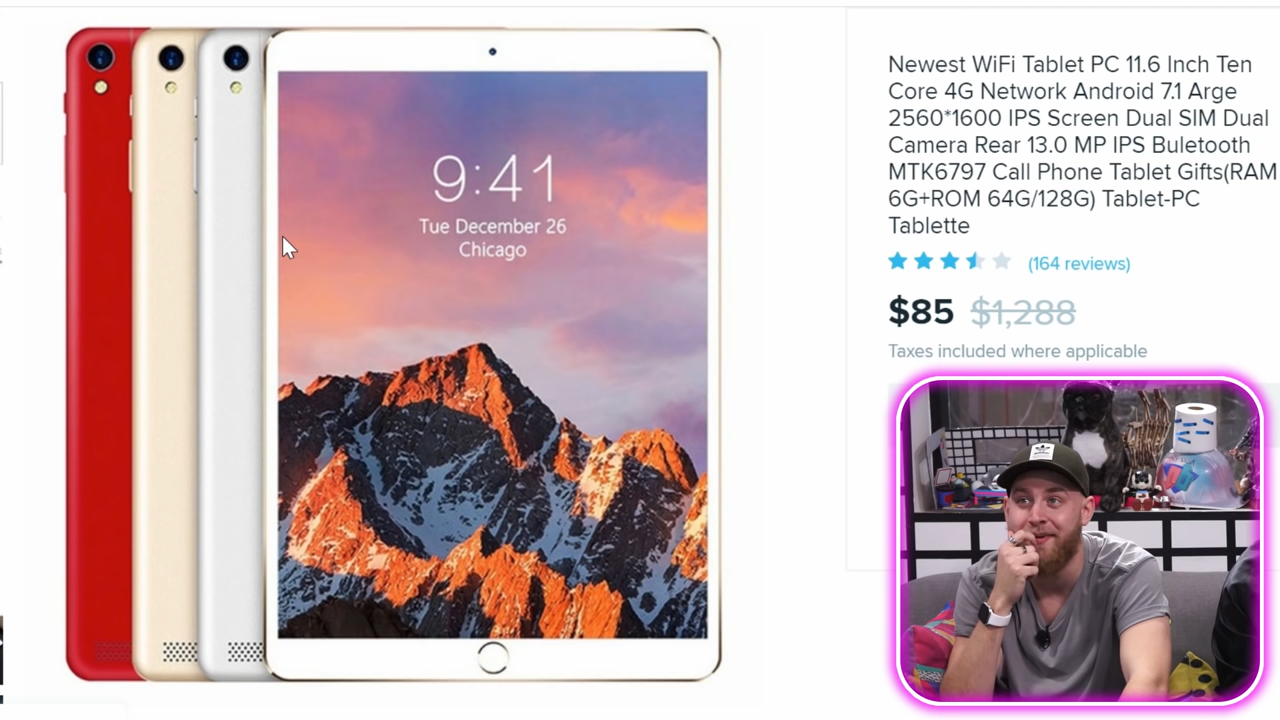 9:41
Tue December 26
Chicago
Newest WiFi Tablet PC 11.6 Inch Ten
Core 4G Network Android 7.1 Arge
2560*1600 IPS Screen Dual SIM Dual
Camera Rear 13.0 MP IPS Buletooth
MTK6797 Call Phone Tablet Gifts(RAM
6G+ROM 64G/128G) Tablet-PC
Tablette
(164 reviews)
$85 $1,288
Taxes included where applicable